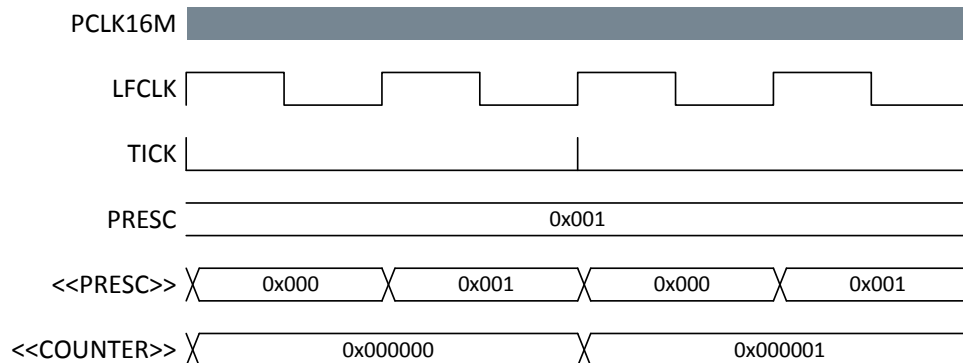 PCLK16M
LFCLK
TICK
PRESC 0x001
<<PRESC>> 0x000 0x001 0x000 0x001
<<COUNTER>> 0x000000 0x000001